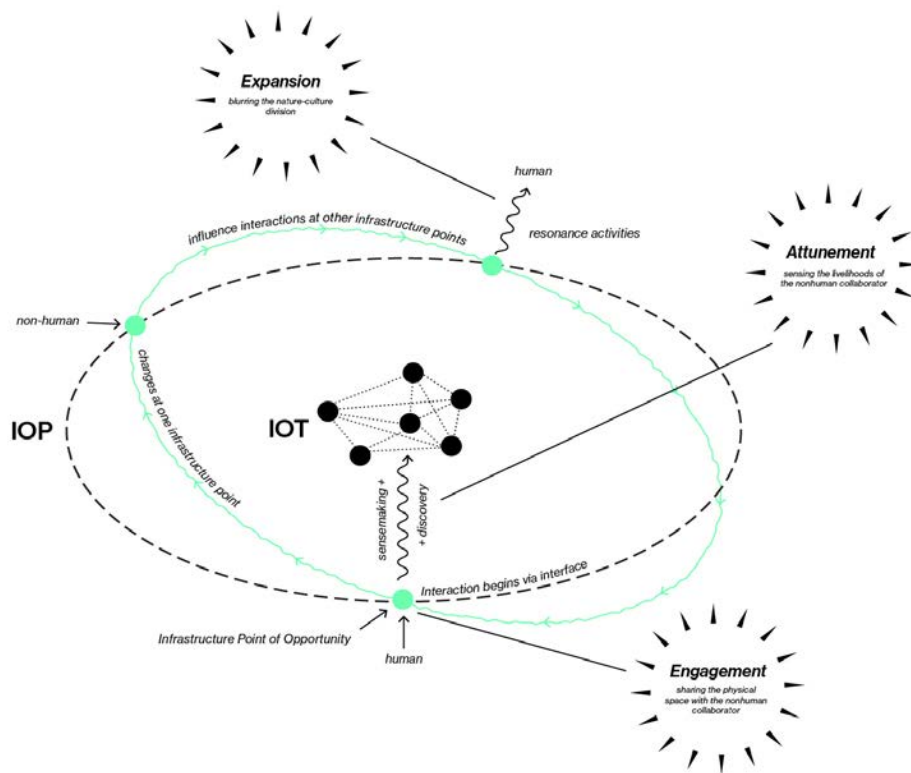 Expansion
blurring the nature-culture
division
human
influence interactions at other infrastructure points
resonance activities
Attunement
sensing the livelihoods of
the nonhuman collaborator
non-human
changes at one infrastructure point
IOP
IOT
sensemaking +
+ discovery
Interaction begins via interface
Infrastructure Point of Opportunity
human
Engagement
sharing the physical
space with the nonhuman
collaborator